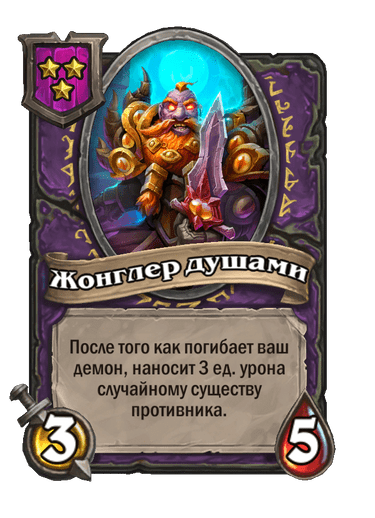 Жонглер душами
После того как погибает ваш
демон, наносит 3 ед. урона
случайному существу
противника.
3
5